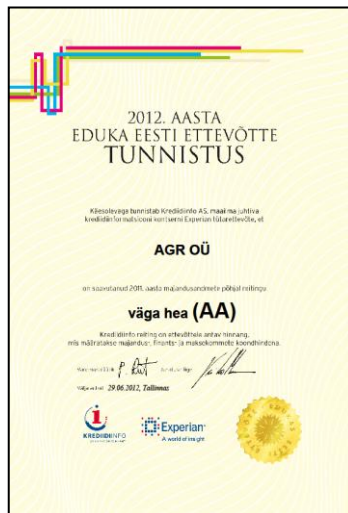 2012. AASTA
EDUKA EESTI ETTEVÕTTE
TUNNISTUS
Käesolevaga tunnistab Krediidiinfo AS, maailma juhtiva
krediidiinformatsiooni kontserni Experian tütarettevõte, et
AGR OÜ
on saavutanud 2011. aasta majandusandmete põhjal reitingu
väga hea (AA)
Krediidiinfo reiting on ettevõttele antav hinnang,
mis määratakse majandus-, finants- ja maksekommete koondhindena.
29.06.2012, Tallinnas
KREDIIDIINFO
Experian
A world of insight